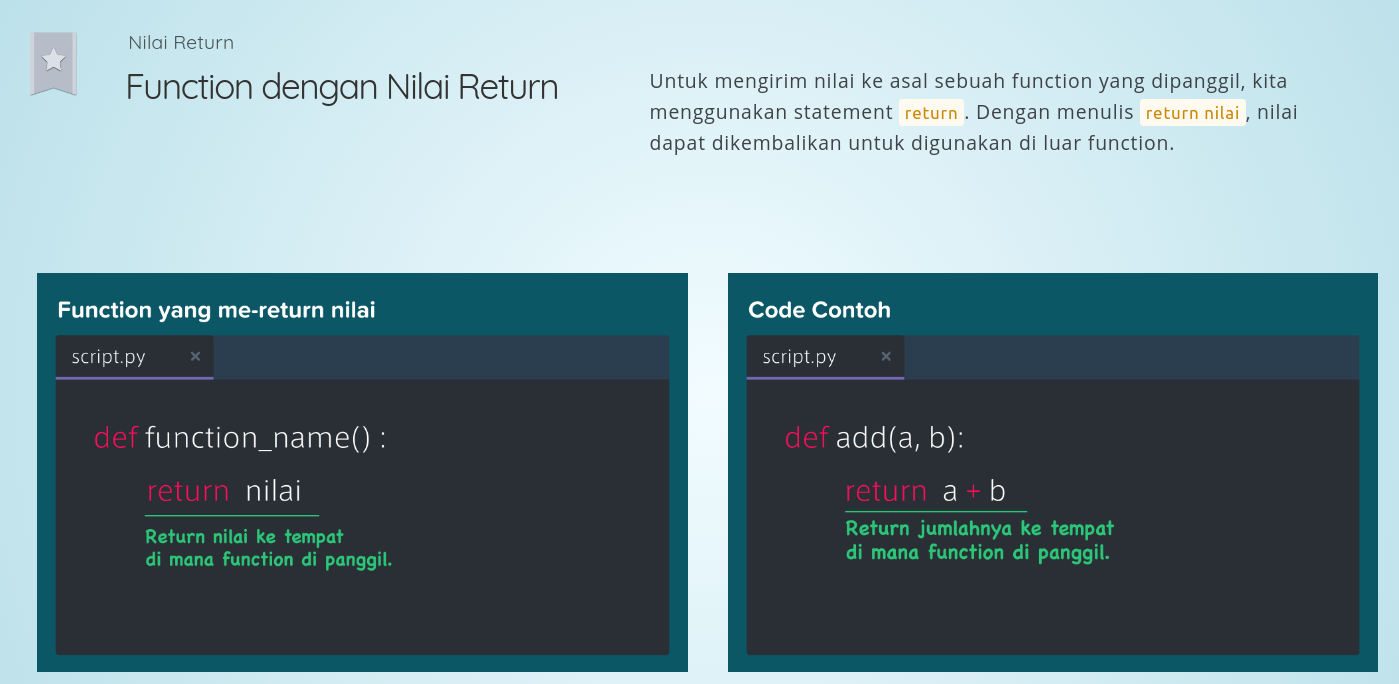 Nilai Return
Function dengan Nilai Return
Untuk mengirim nilai ke asal sebuah function yang dipanggil, kita
menggunakan statement return. Dengan menulis return nilai, nilai
dapat dikembalikan untuk digunakan di luar function.
Function yang me-return nilai
script.py ×
def function_name() :
return nilai
Return nilai ke tempat
di mana function di panggil.
Code Contoh
script.py ×
def add(a, b):
return a + b
Return jumlahnya ke tempat
di mana function di panggil.